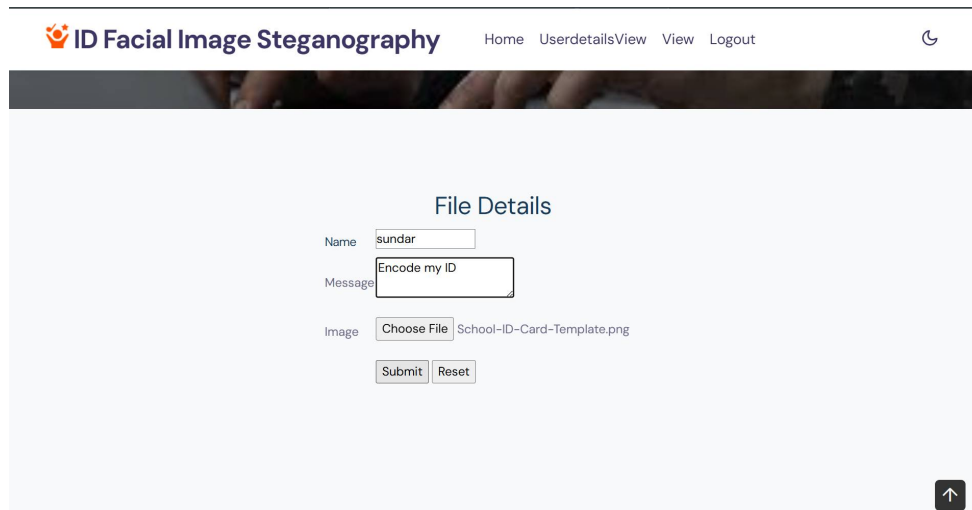 ID Facial Image Steganography Home UserdetailsView View Logout
File Details
Name sundar
Message Encode my ID
Image Choose File School-ID-Card-Template.png
Submit Reset